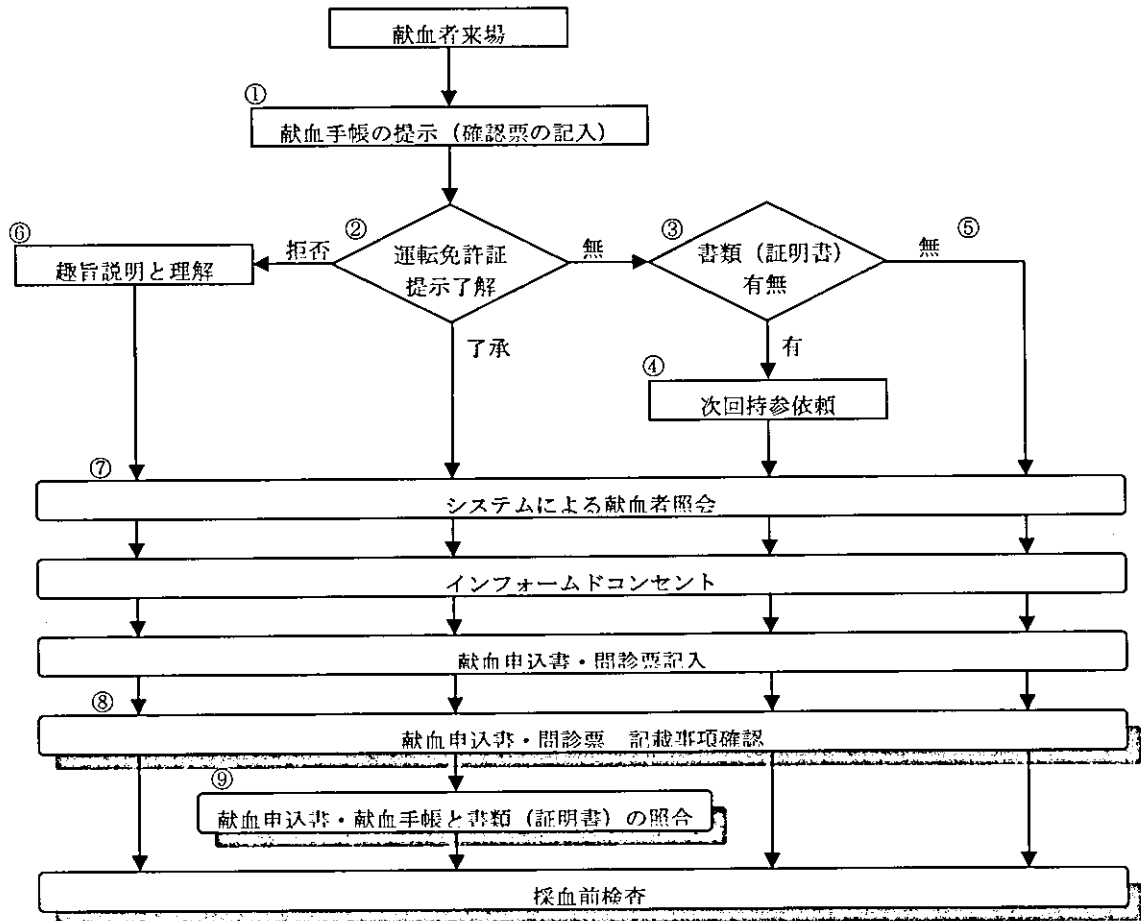 献血者来場
①
献血手帳の提示（確認票の記入）
⑥
趣旨説明と理解
拒否
②
運転免許証
提示了解
無
③
書類（証明書）
有無
無
⑤
了承
有
④
次回持参依頼
⑦
システムによる献血者照会
インフォームドコンセント
献血申込書・問診票記入
⑧
献血申込書・問診票　記載事項確認
⑨
献血申込書・献血手帳と書類（証明書）の照合
採血前検査